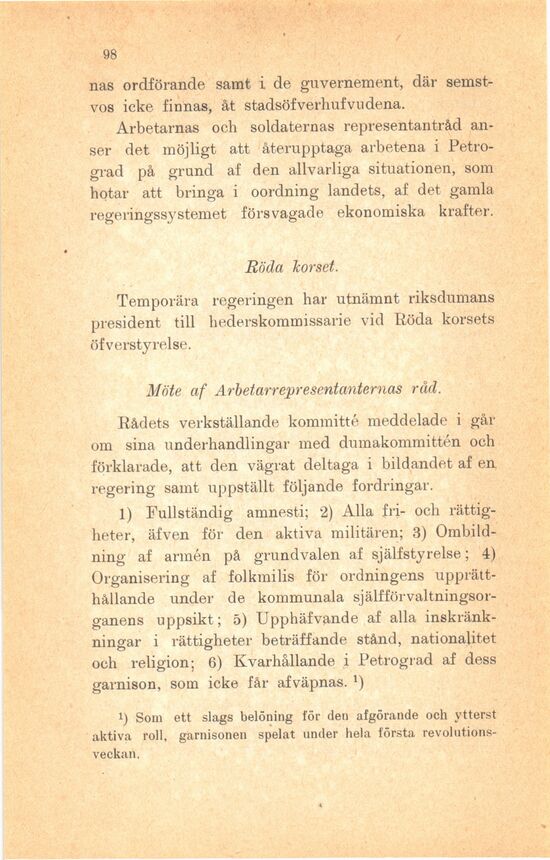 98
nas ordförande samt i de guvernement, där semst-
vos icke finnas, åt stadsöfverhufvudena.
Arbetarnas och soldaternas representantråd an-
ser det möjligt att återupptaga arbetena i Petro-
grad på grund af den allvarliga situationen, som
hotar att bringa i oordning landets, af det gamla
regeringssystemet försvagade ekonomiska krafter.
Röda korset.
Temporära regeringen har utnämnt riksdumans
president till hederskommissarie vid Röda korsets
öfverstyrelse.
Möte af Arbetarrepresentanternas råd.
Rådets verkställande kommitté meddelade i går
om sina underhandlingar med dumakommittén och
förklarade, att den vägrat deltaga i bildandet af en
regering samt uppställt följande fordringar.
1) Fullständig amnesti; 2) Alla fri- och rättig-
heter, äfven för den aktiva militären; 3) Ombild-
ning af armén på grundvalen af själfstyrelse; 4)
Organisering af folkmilis för ordningens upprätt-
hållande under de kommunala själfförvaltningsor-
ganens uppsikt; 5) Upphäfvande af alla inskränk-
ningar i rättigheter beträffande stånd, nationalitet
och religion; 6) Kvarhållande i Petrograd af dess
garnison, som icke får afväpnas. ¹)
¹) Som ett slags belöning för den afgörande och ytterst
aktiva roll, garnisonen spelat under hela första revolutions-
veckan.